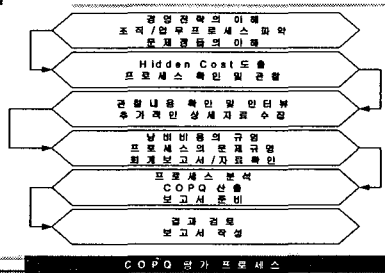 경영전략의 이해
조직/업무프로세스 파악
문제점들의 이해
Hidden Cost 도출
프로세스 확인 및 관찰
관찰내용 확인 및 인터뷰
추가적인 상세자료 수집
낭비비용의 규명
프로세스의 문제규명
회계보고서/자료확인
프로세스 분석
COPQ 산출
보고서 준비
결과검토
보고서 작성
COPQ 평가 프로세스